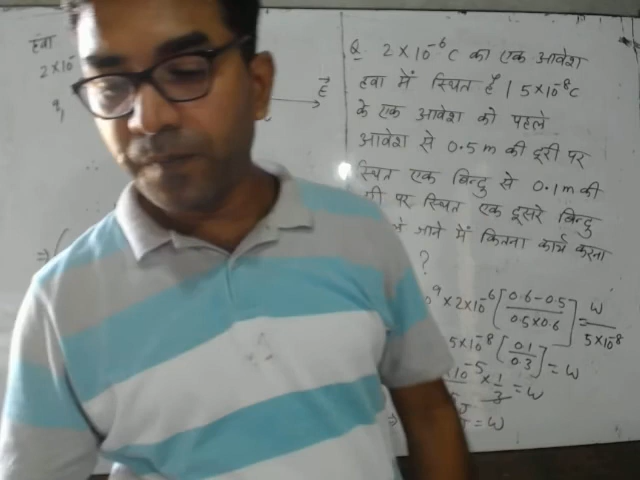 हवा
2×10⁻
q₁
E⃗
Q. 2×10⁻⁶C का एक आवेश
हवा में स्थित है। 5×10⁻⁸C
के एक आवेश को पहले
आवेश से 0.5m की दूरी पर
स्थित एक बिन्दु से 0.1m की
पर स्थित एक दूसरे बिन्दु
जाने में कितना कार्य करना
?
⁹×2×10⁻⁶[(0.6-0.5)/(0.5×0.6)] = W/(5×10⁻⁸)
5×10⁻⁸[0.1/0.3] = W
×10⁻⁵×1/3 = W
J = W